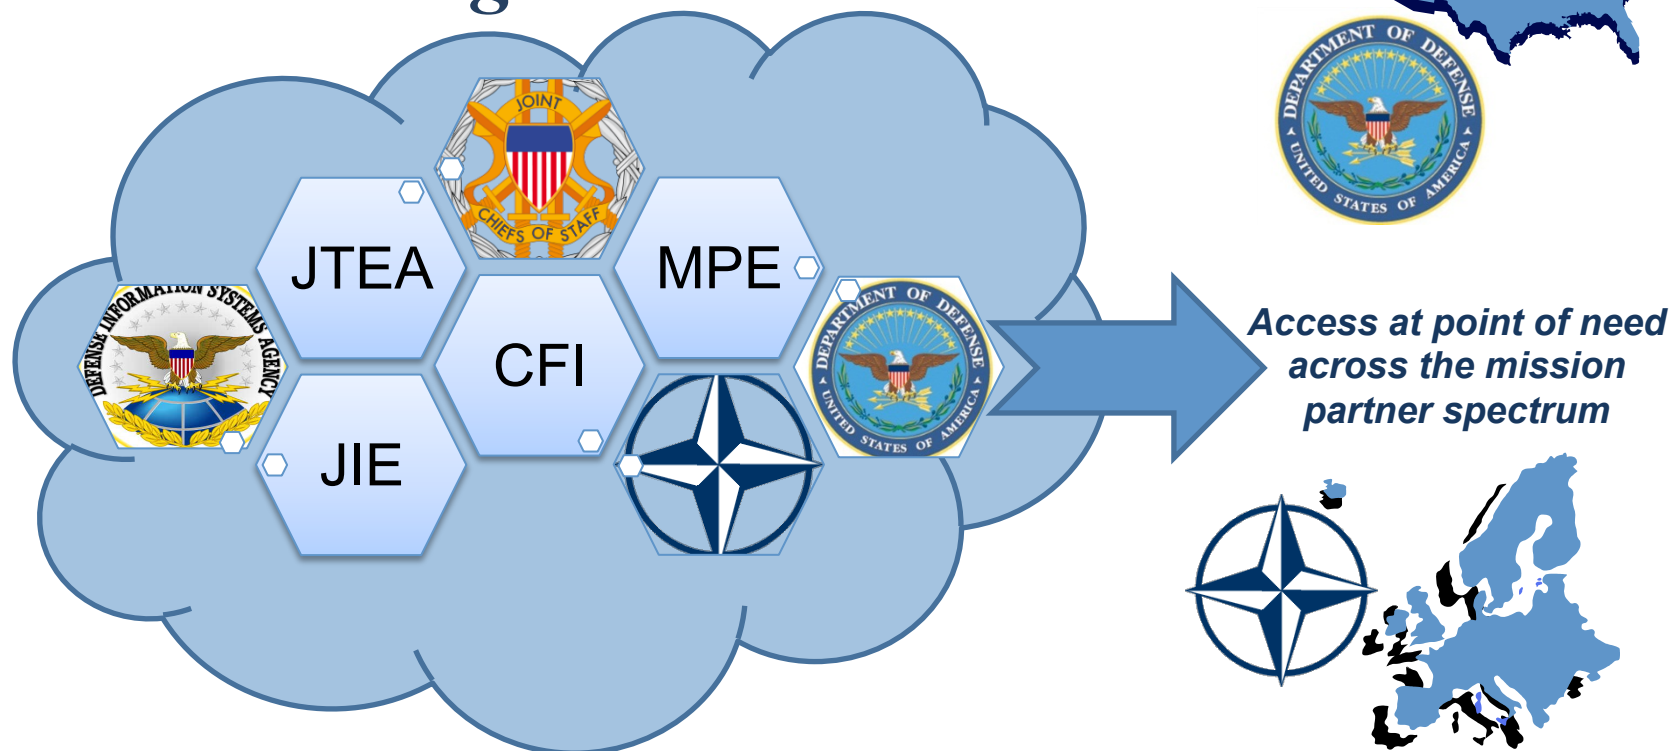 g
JOINT
CHIEFS OF STAFF
JTEA
MPE
DEFENSE INFORMATION SYSTEMS AGENCY
CFI
JIE
DEPARTMENT OF DEFENSE
UNITED STATES OF AMERICA
DEPARTMENT OF DEFENSE
UNITED STATES OF AMERICA
Access at point of need
across the mission
partner spectrum